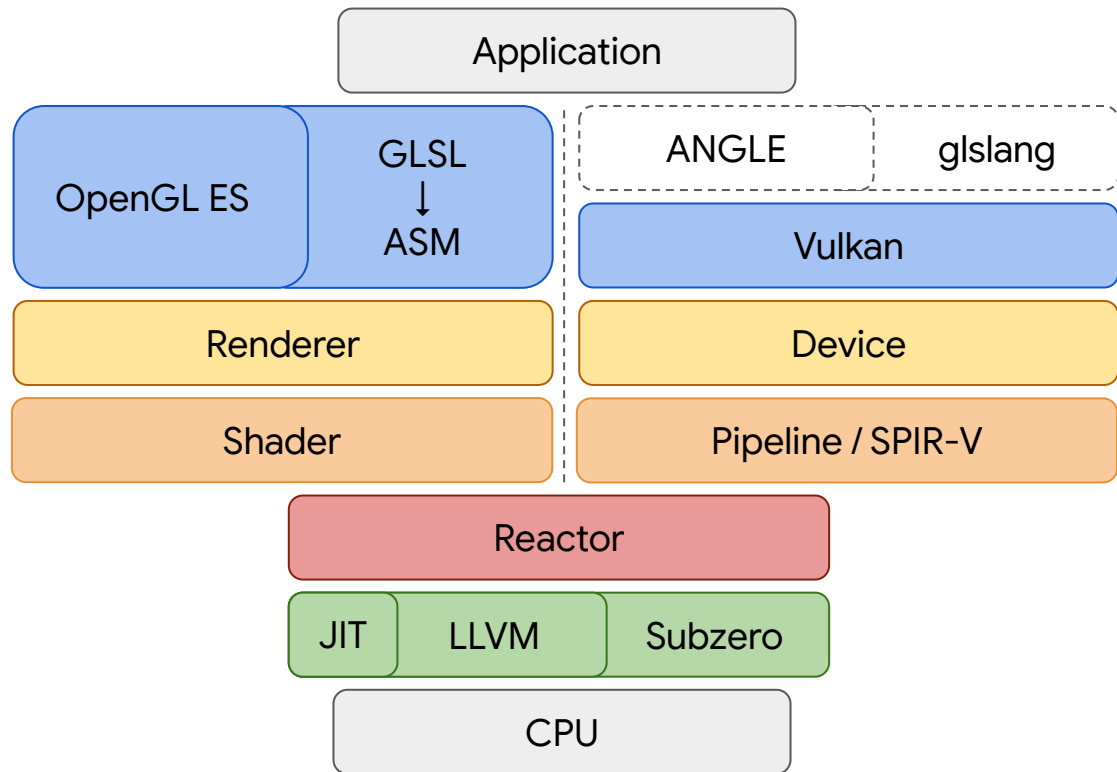 Application
OpenGL ES
GLSL
↓
ASM
ANGLE
glslang
Vulkan
Renderer
Device
Shader
Pipeline / SPIR-V
Reactor
JIT
LLVM
Subzero
CPU